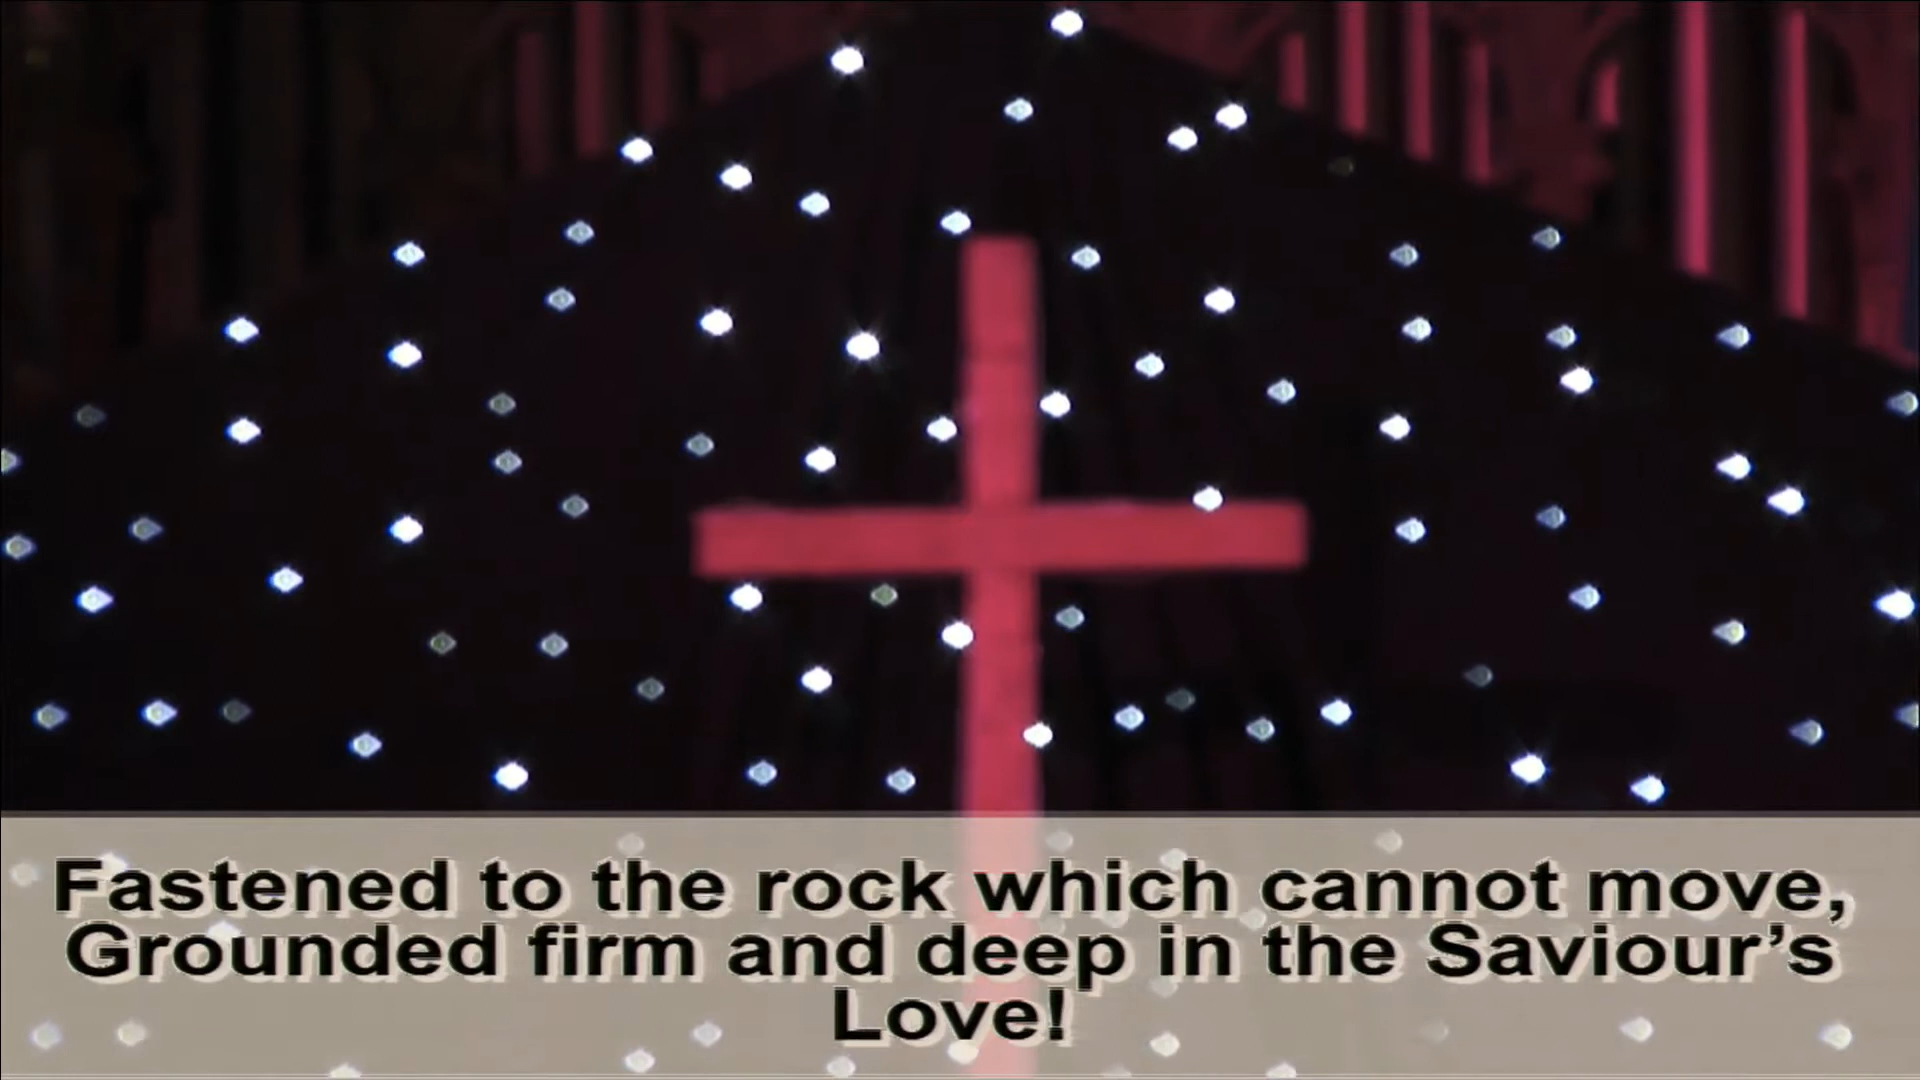 Fastened to the rock which cannot move,
Grounded firm and deep in the Saviour’s
Love!